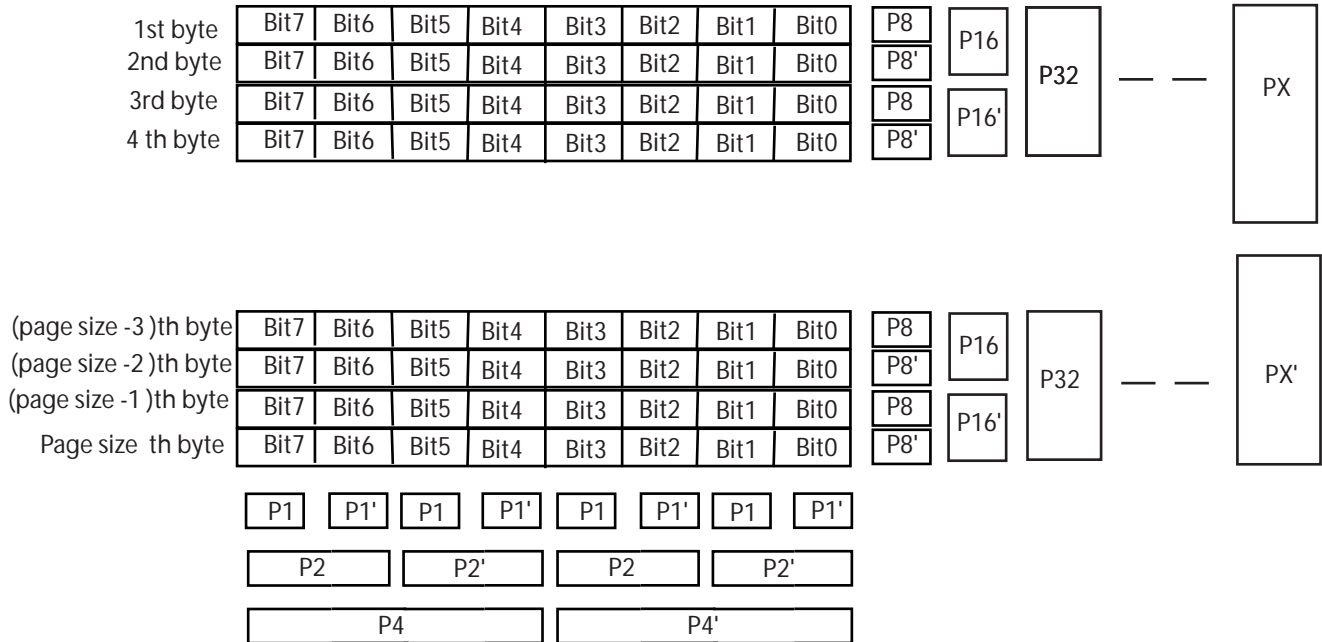 1st byte Bit7 Bit6 Bit5 Bit4 Bit3 Bit2 Bit1 Bit0 P8 P16 P32 PX
2nd byte Bit7 Bit6 Bit5 Bit4 Bit3 Bit2 Bit1 Bit0 P8'
3rd byte Bit7 Bit6 Bit5 Bit4 Bit3 Bit2 Bit1 Bit0 P8 P16'
4 th byte Bit7 Bit6 Bit5 Bit4 Bit3 Bit2 Bit1 Bit0 P8'
(page size -3 )th byte Bit7 Bit6 Bit5 Bit4 Bit3 Bit2 Bit1 Bit0 P8 P16 P32 PX'
(page size -2 )th byte Bit7 Bit6 Bit5 Bit4 Bit3 Bit2 Bit1 Bit0 P8'
(page size -1 )th byte Bit7 Bit6 Bit5 Bit4 Bit3 Bit2 Bit1 Bit0 P8 P16'
Page size th byte Bit7 Bit6 Bit5 Bit4 Bit3 Bit2 Bit1 Bit0 P8'
P1 P1' P1 P1' P1 P1' P1 P1'
P2 P2' P2 P2'
P4 P4'